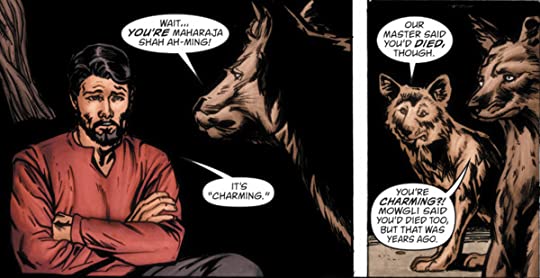 WAIT...
YOU'RE MAHARAJA
SHAH AH-MING!
IT'S
"CHARMING."
OUR
MASTER SAID
YOU'D DIED,
THOUGH.
YOU'RE
CHARMING?!
MOWGLI SAID
YOU'D DIED TOO,
BUT THAT WAS
YEARS AGO.